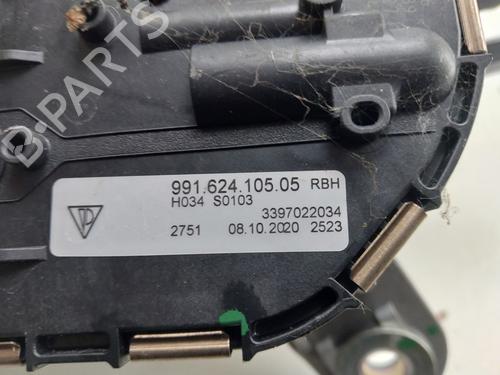 B-PARTS
991.624.105.05 RBH
H034 S0103
3397022034
2751 08.10.2020 2523